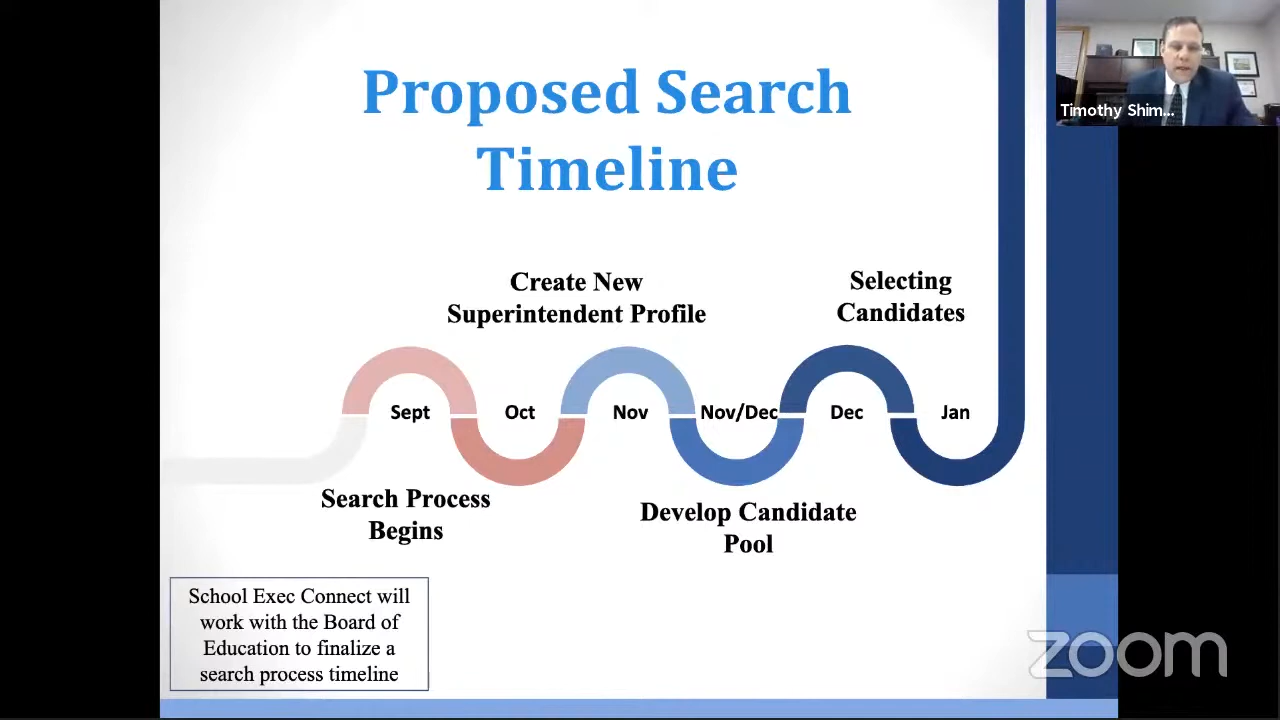 Proposed Search
Timeline
Timothy Shim...
Create New
Superintendent Profile
Selecting
Candidates
Sept
Oct
Nov
Nov/Dec
Dec
Jan
Search Process
Begins
Develop Candidate
Pool
School Exec Connect will
work with the Board of
Education to finalize a
search process timeline
zoom